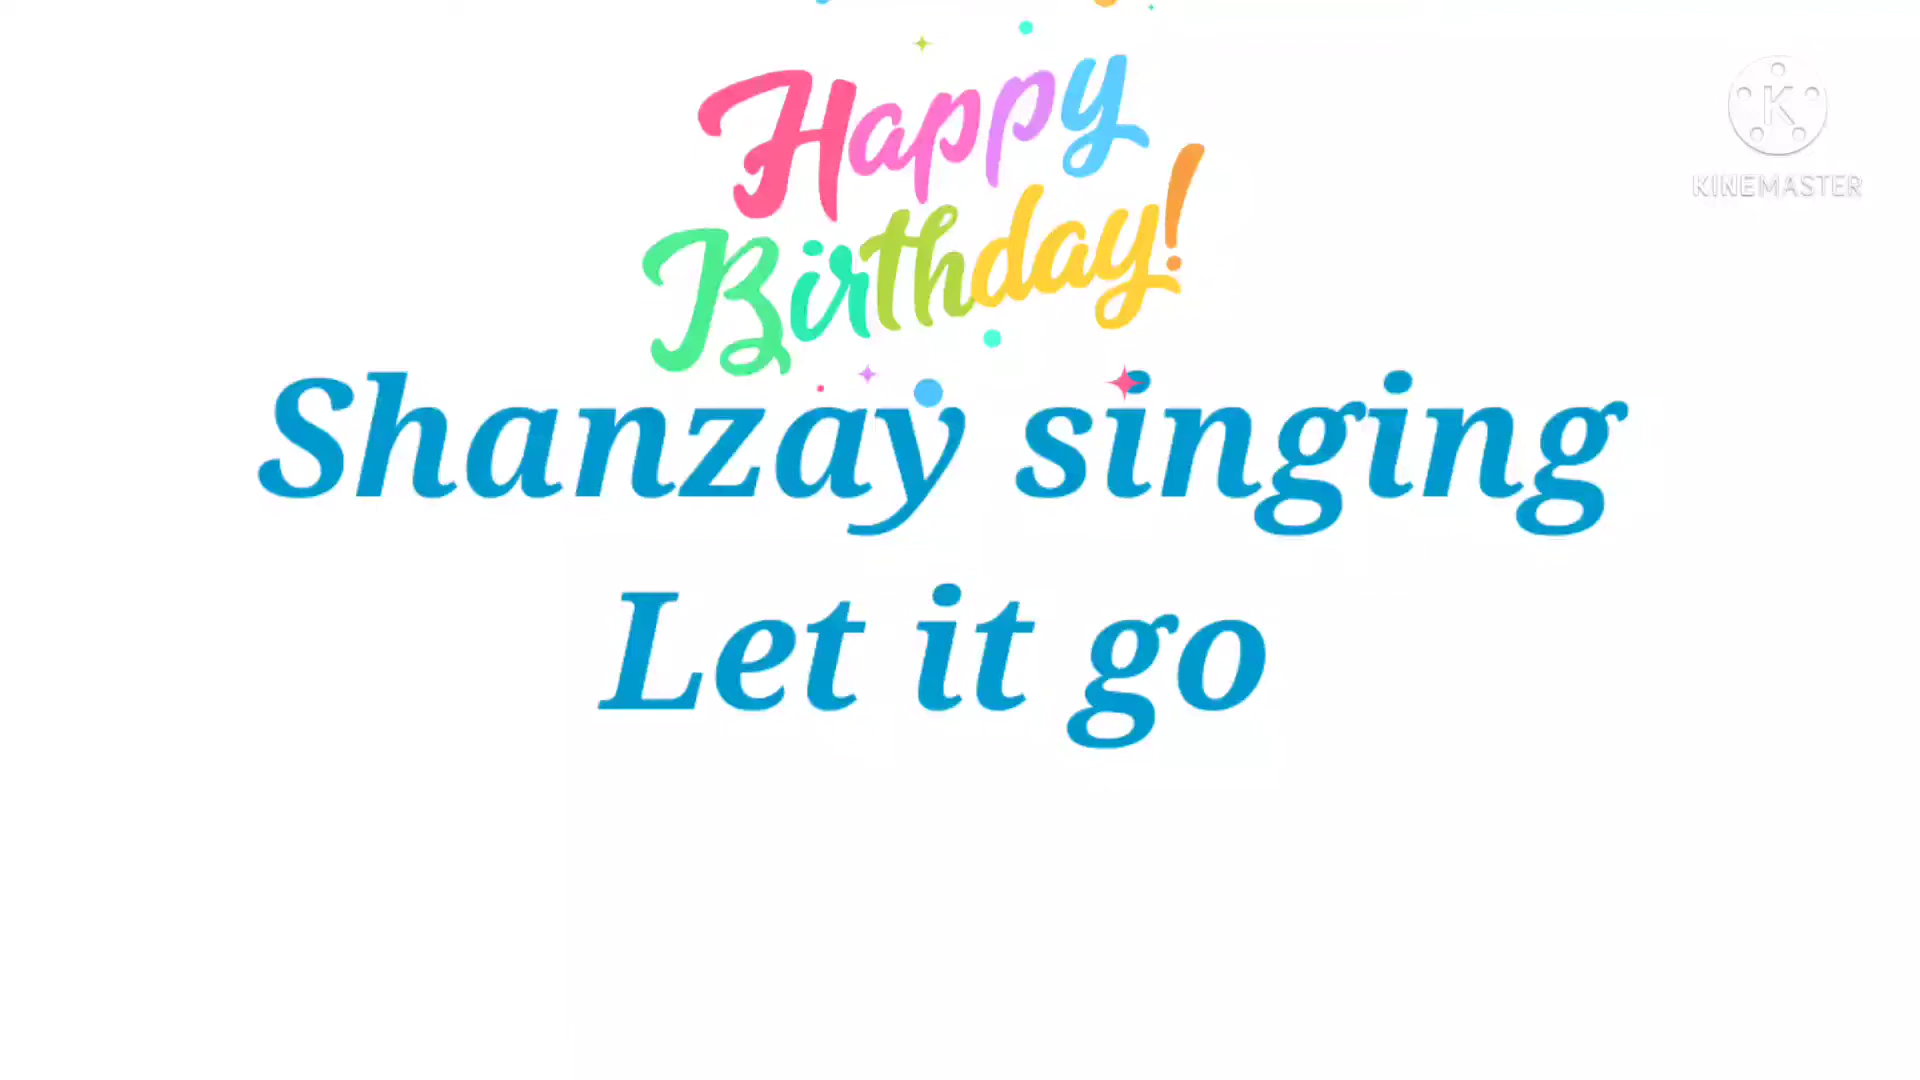 Happy
Birthday!
KINEMASTER
Shanzay singing
Let it go